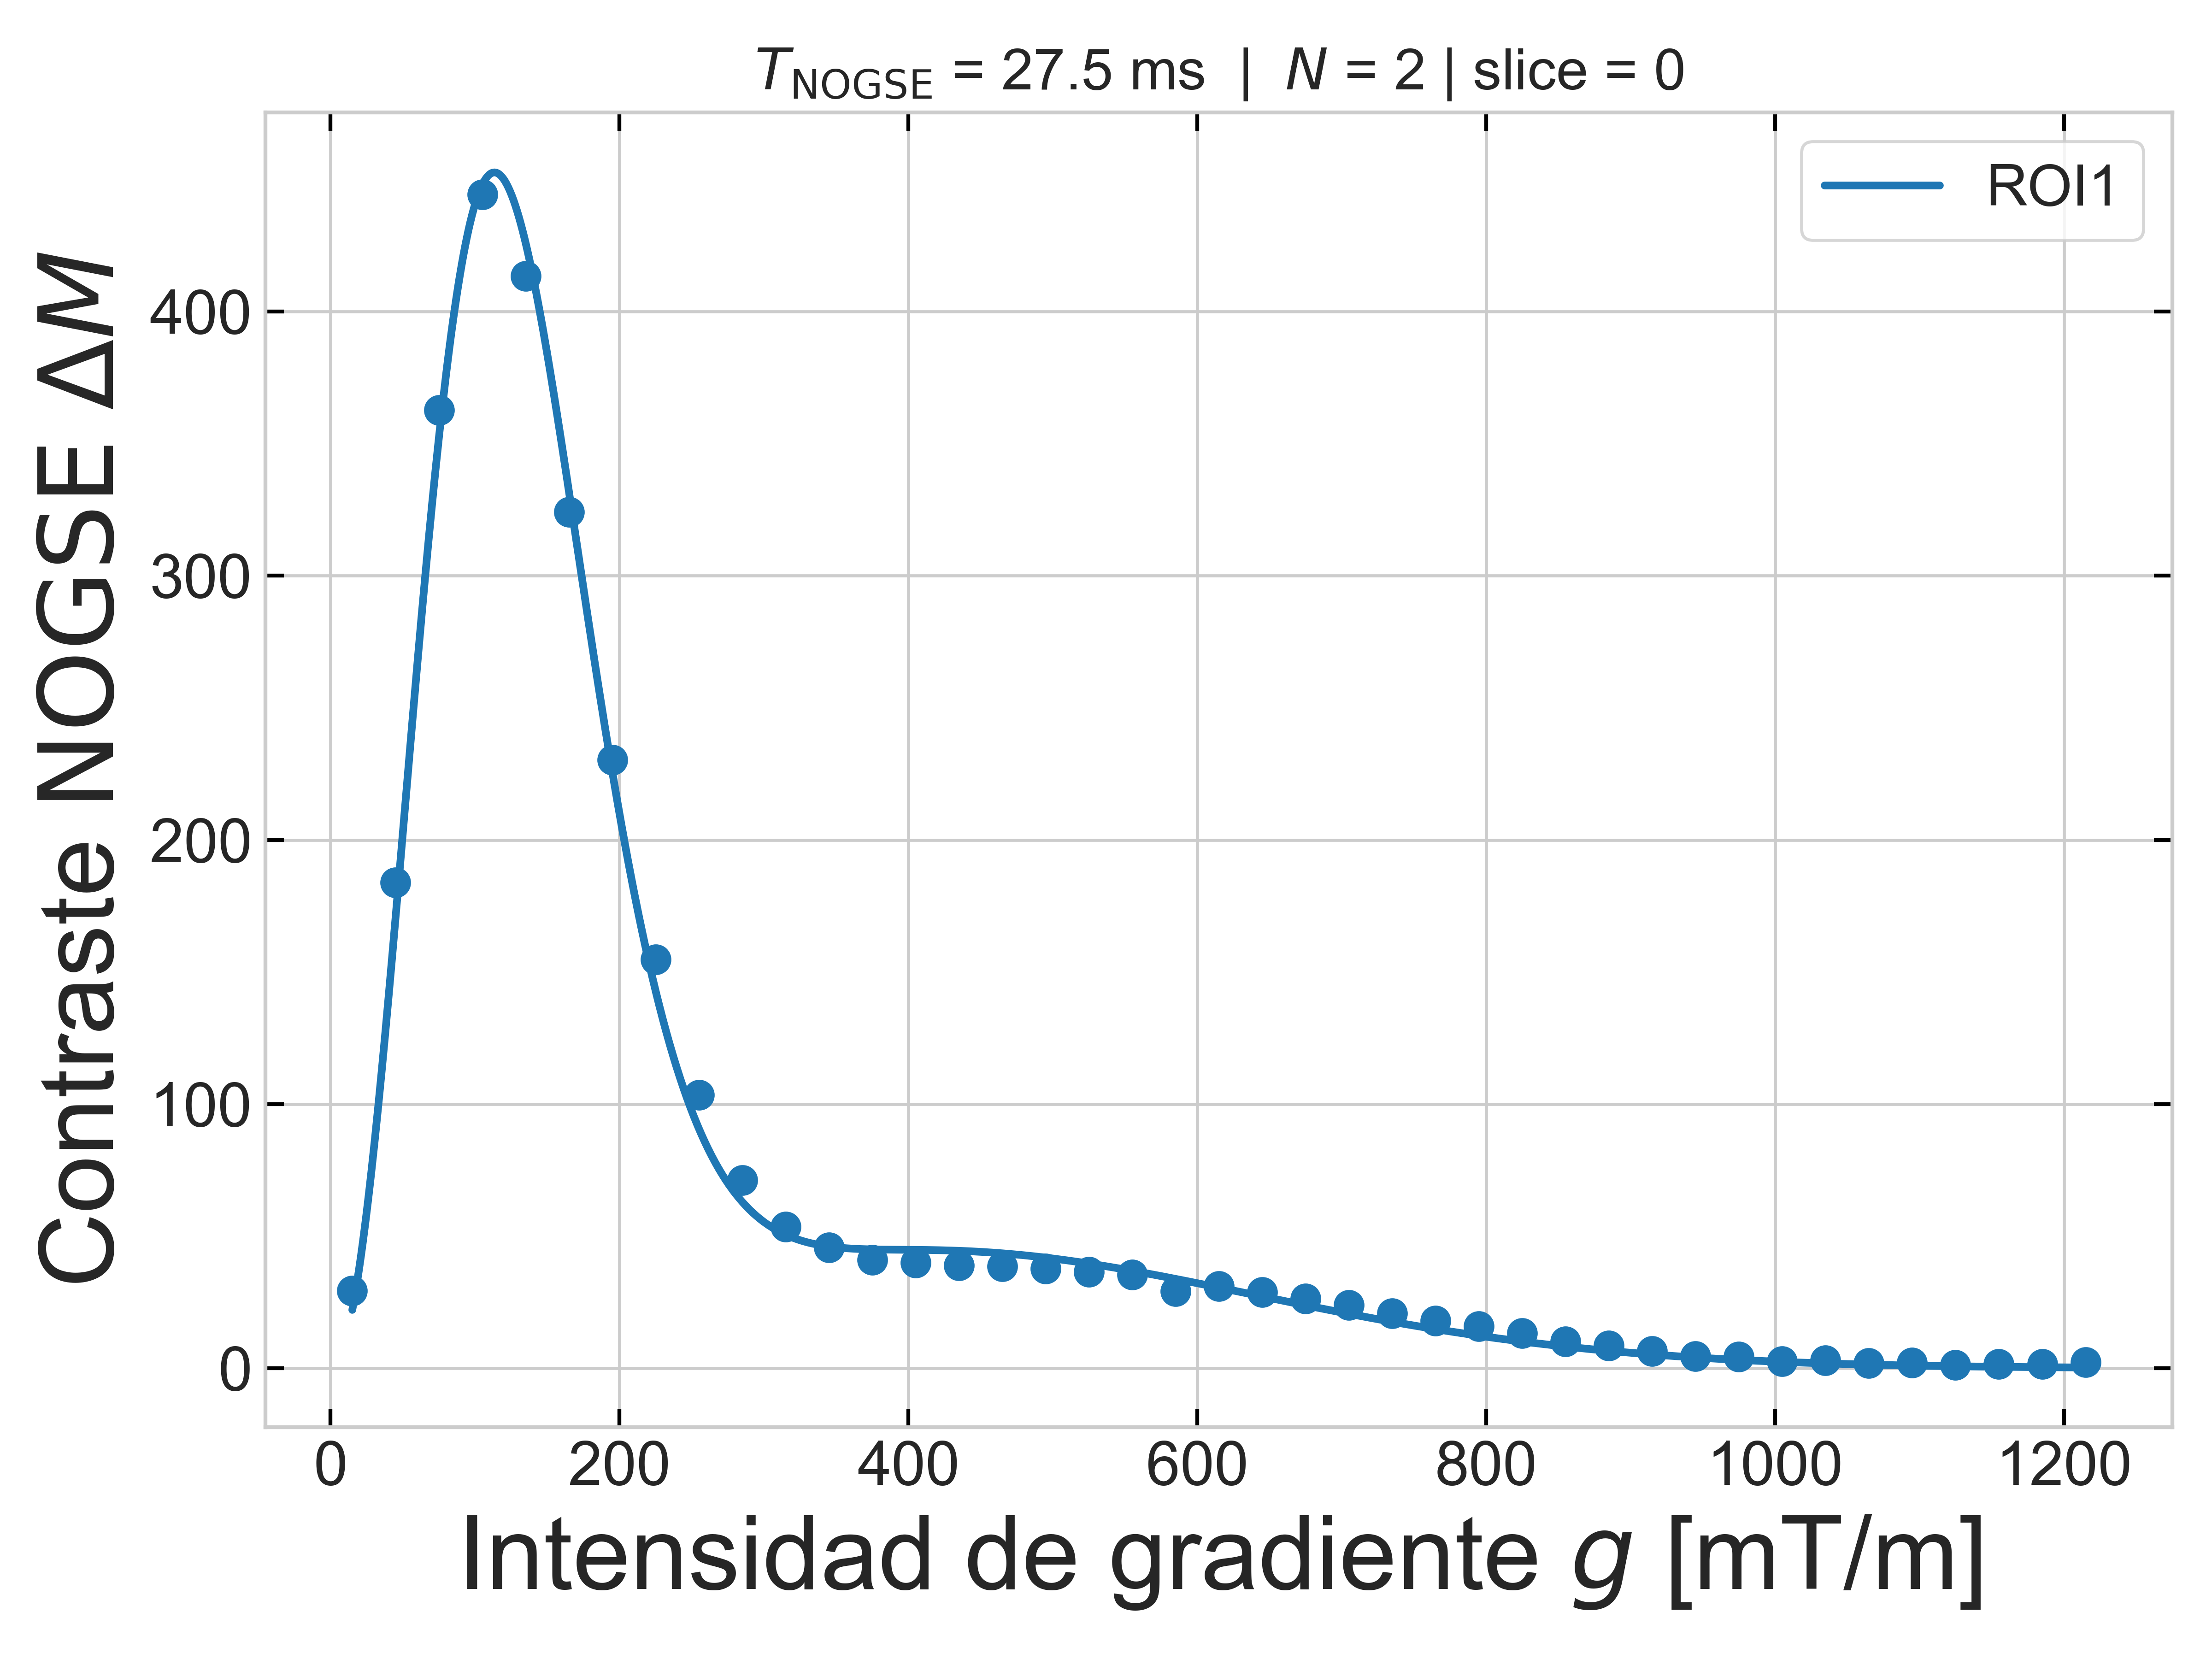 T_NOGSE = 27.5 ms | N = 2 | slice = 0
ROI1
Contraste NOGSE ΔM
400
300
200
100
0
0 200 400 600 800 1000 1200
Intensidad de gradiente g [mT/m]